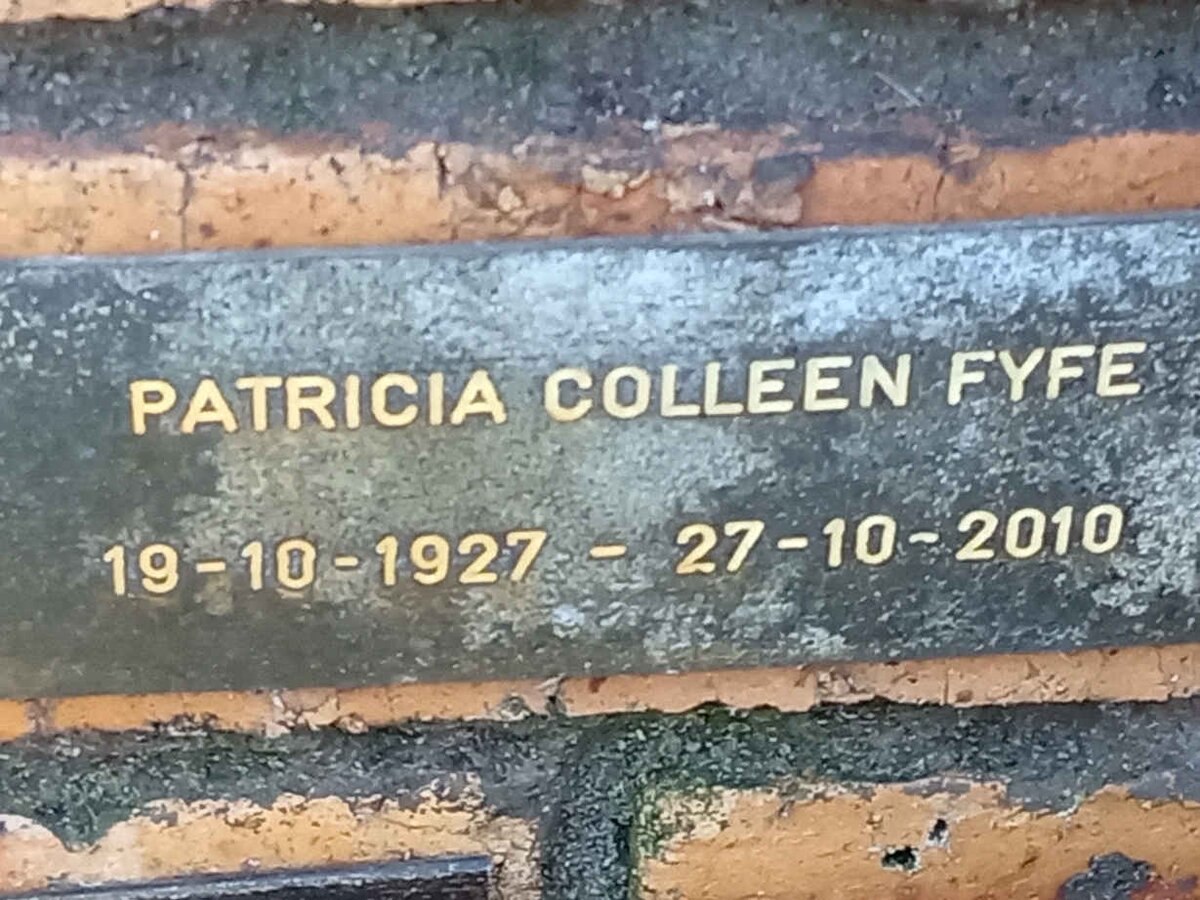 PATRICIA COLLEEN FYFE
19-10-1927 - 27-10-2010